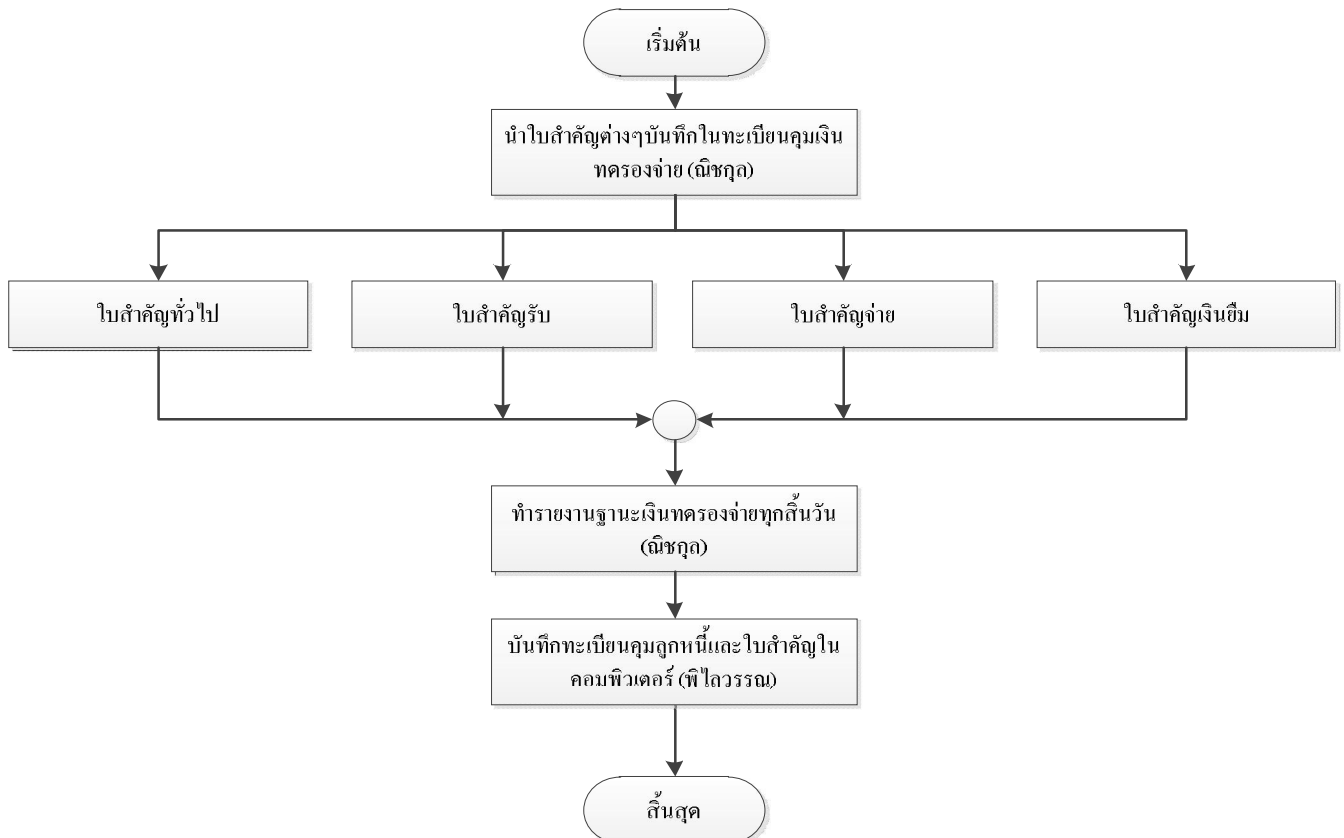 เริ่มต้น
นำใบสำคัญต่างๆบันทึกในทะเบียนคุมเงิน
ทดรองจ่าย (ณิชกุล)
ใบสำคัญทั่วไป
ใบสำคัญรับ
ใบสำคัญจ่าย
ใบสำคัญเงินยืม
ทำรายงานฐานะเงินทดรองจ่ายทุกสิ้นวัน
(ณิชกุล)
บันทึกทะเบียนคุมลูกหนี้และใบสำคัญใน
คอมพิวเตอร์ (พิไลวรรณ)
สิ้นสุด